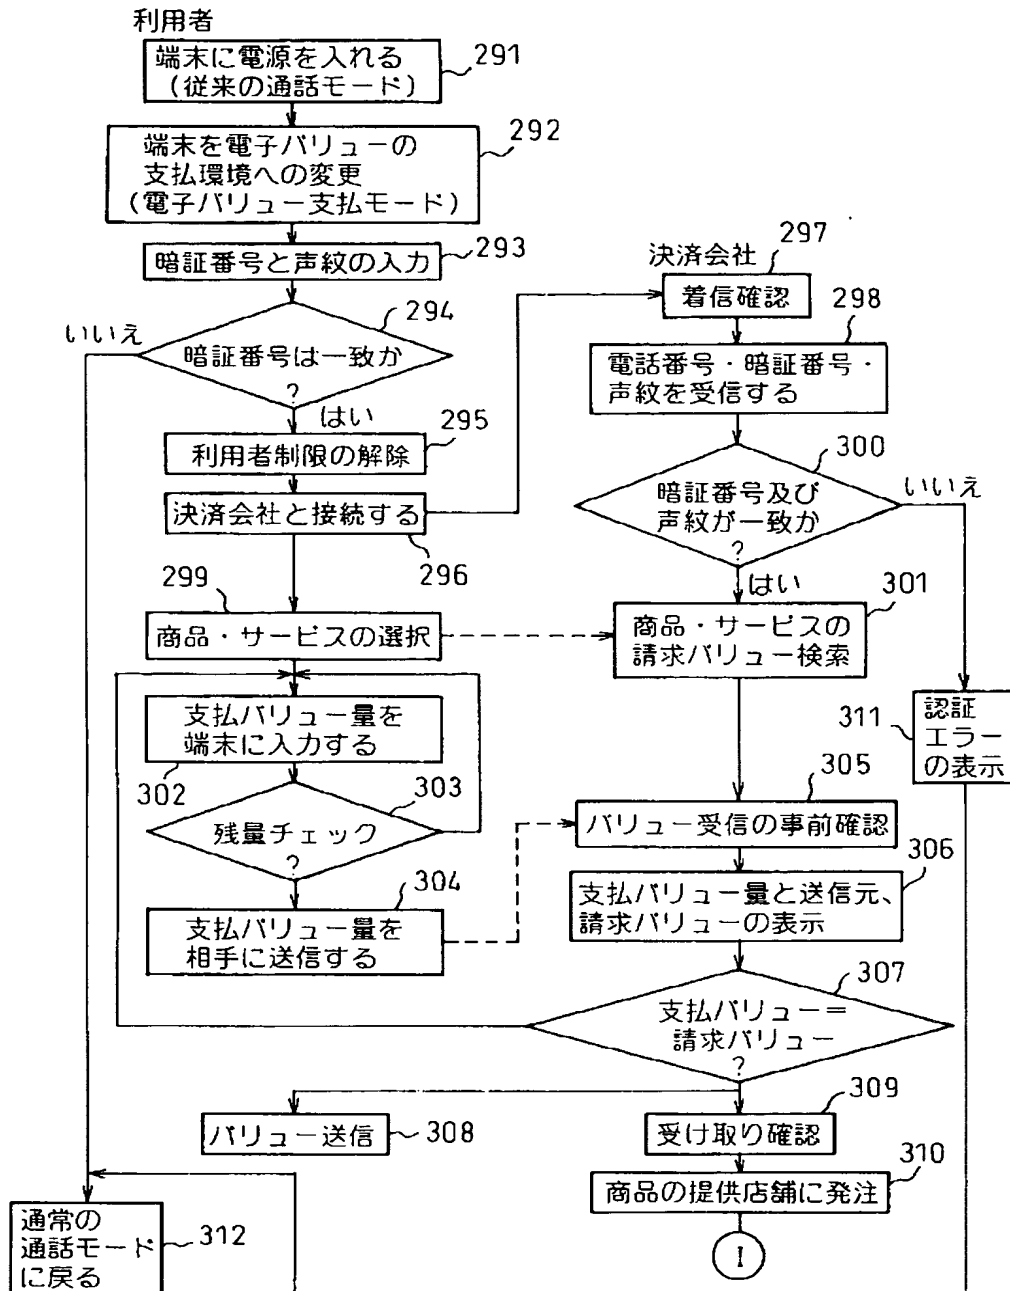 利用者
端末に電源を入れる
(従来の通話モード)
291
端末を電子バリューの
支払環境への変更
(電子バリュー支払モード)
292
暗証番号と声紋の入力
293
294
いいえ
暗証番号は一致か
?
はい
295
利用者制限の解除
決済会社と接続する
296
299
商品・サービスの選択
支払バリュー量を
端末に入力する
302
303
残量チェック
?
304
支払バリュー量を
相手に送信する
決済会社
297
着信確認
298
電話番号・暗証番号・
声紋を受信する
300
暗証番号及び
声紋が一致か
?
いいえ
はい
301
商品・サービスの
請求バリュー検索
311
認証
エラー
の表示
305
バリュー受信の事前確認
306
支払バリュー量と送信元、
請求バリューの表示
307
支払バリュー=
請求バリュー
?
バリュー送信
308
309
受け取り確認
310
商品の提供店舗に発注
I
通常の
通話モード
に戻る
312